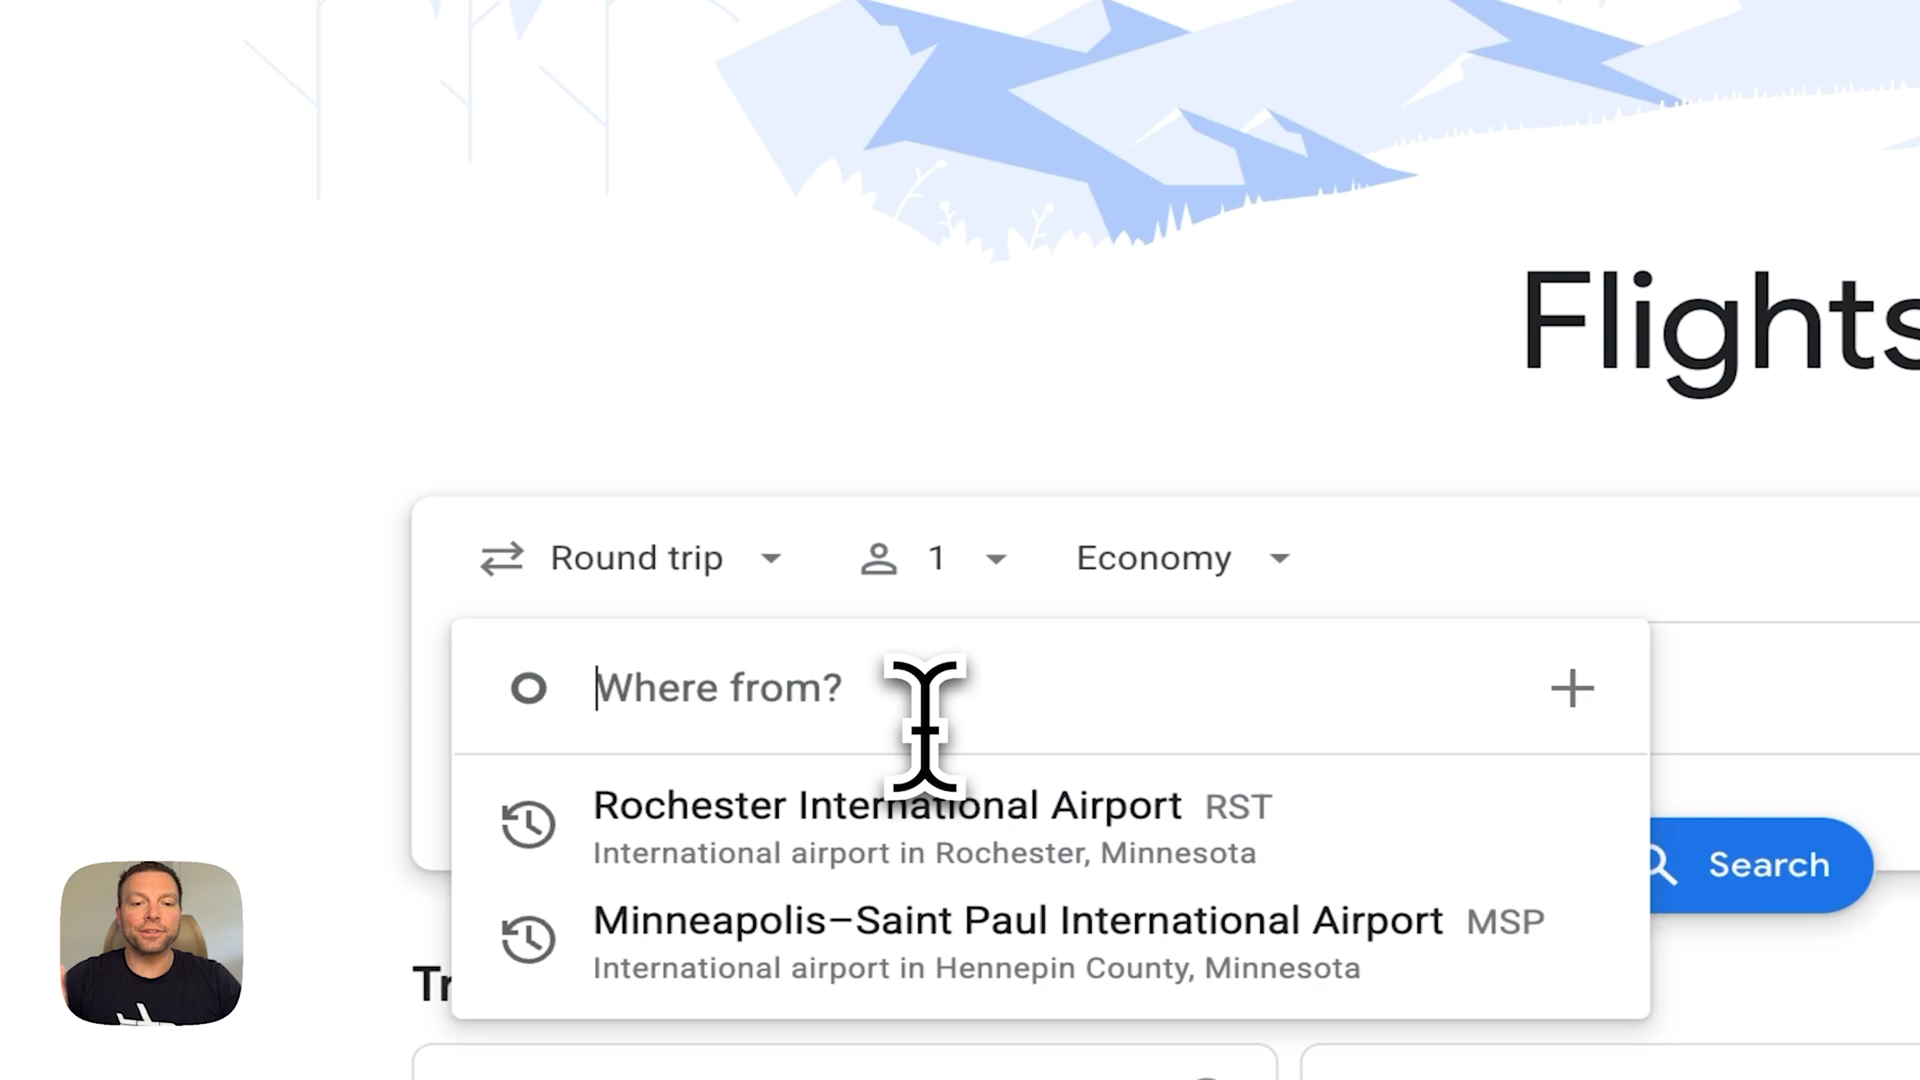 Flights
Round trip
1
Economy
Where from?
Rochester International Airport RST
International airport in Rochester, Minnesota
Search
Minneapolis–Saint Paul International Airport MSP
International airport in Hennepin County, Minnesota
Tr